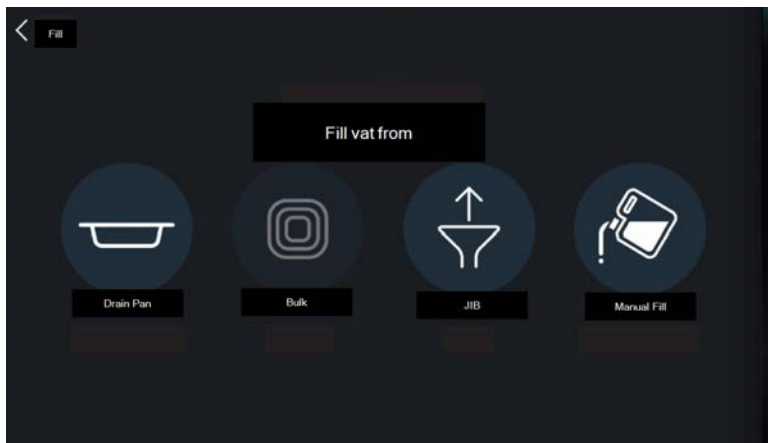 Fill
Fill vat from
Drain Pan
Bulk
JIB
Manual Fill